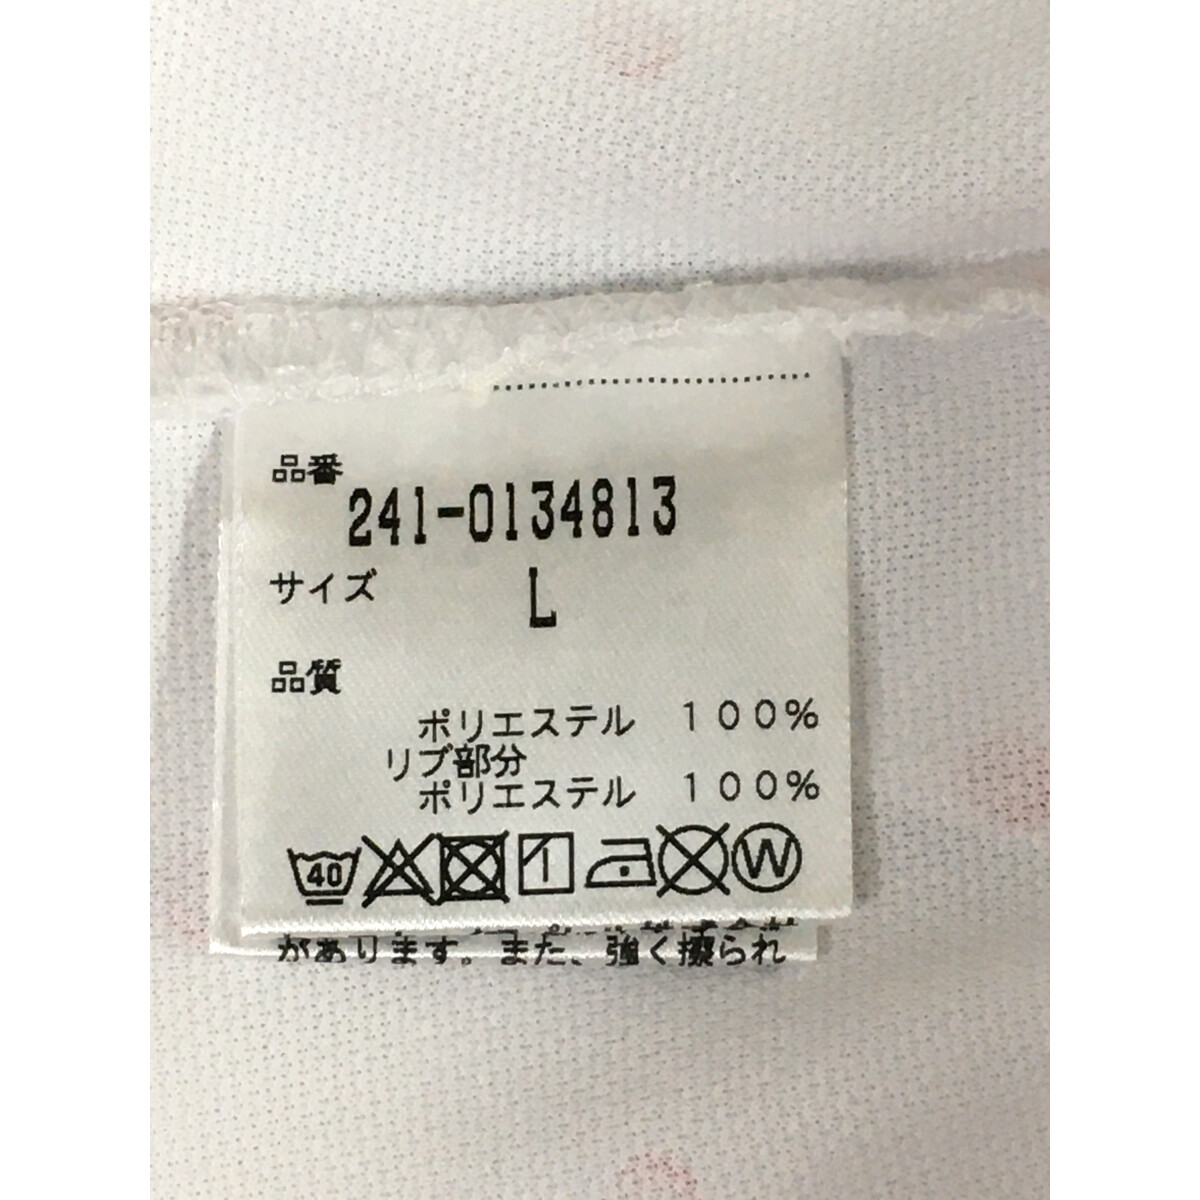 品番
241-0134813
サイズ L
品質
ポリエステル 100%
リブ部分
ポリエステル 100%
40 W
があります。また、強く擦られ